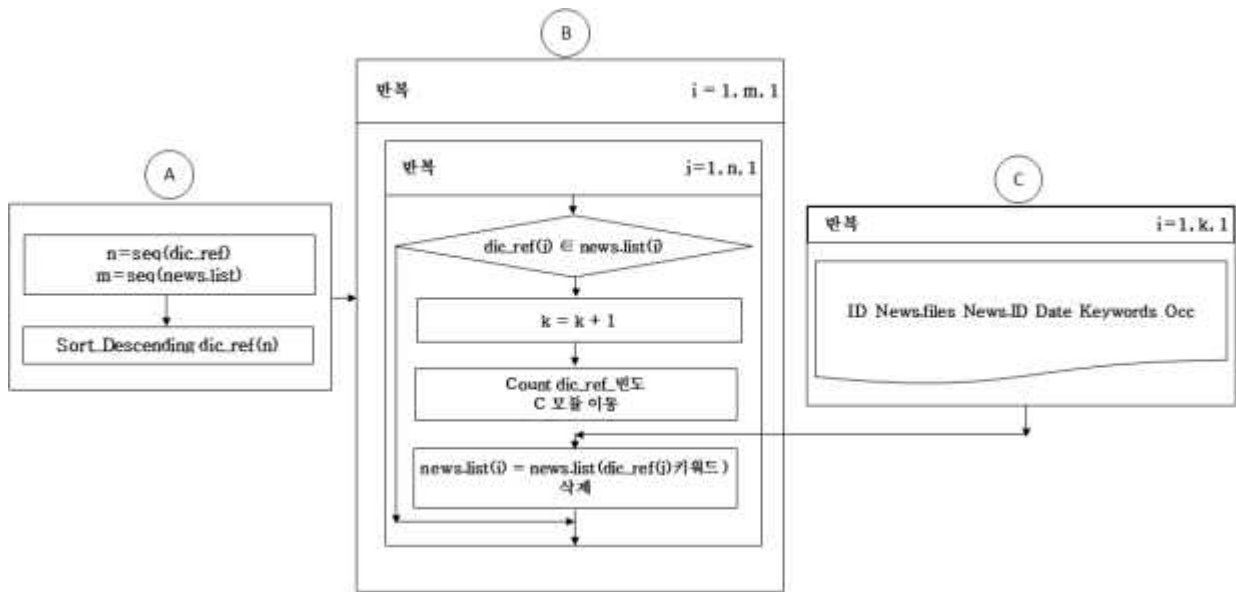 A
n=seq(dic_ref)
m=seq(news.list)
Sort_Descending dic_ref(n)
B
반복 i = 1, m, 1
반복 j=1, n, 1
dic_ref(j) ∈ news.list(i)
k = k + 1
Count dic_ref_빈도
C 모듈 이동
news.list(i) = news.list(dic_ref(j)키워드)
삭제
C
반복 i=1, k, 1
ID News.files News.ID Date Keywords Occ